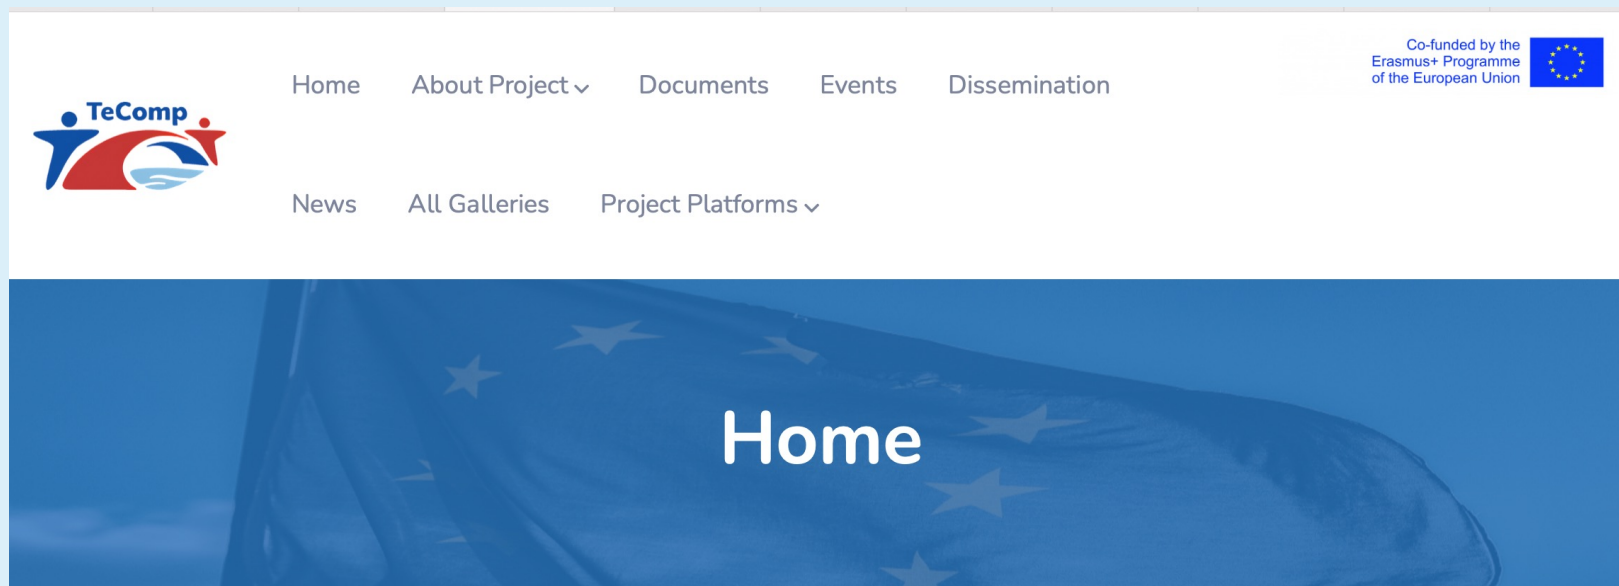 TeComp
Home About Project Documents Events Dissemination
Co-funded by the
Erasmus+ Programme
of the European Union
News All Galleries Project Platforms
Home